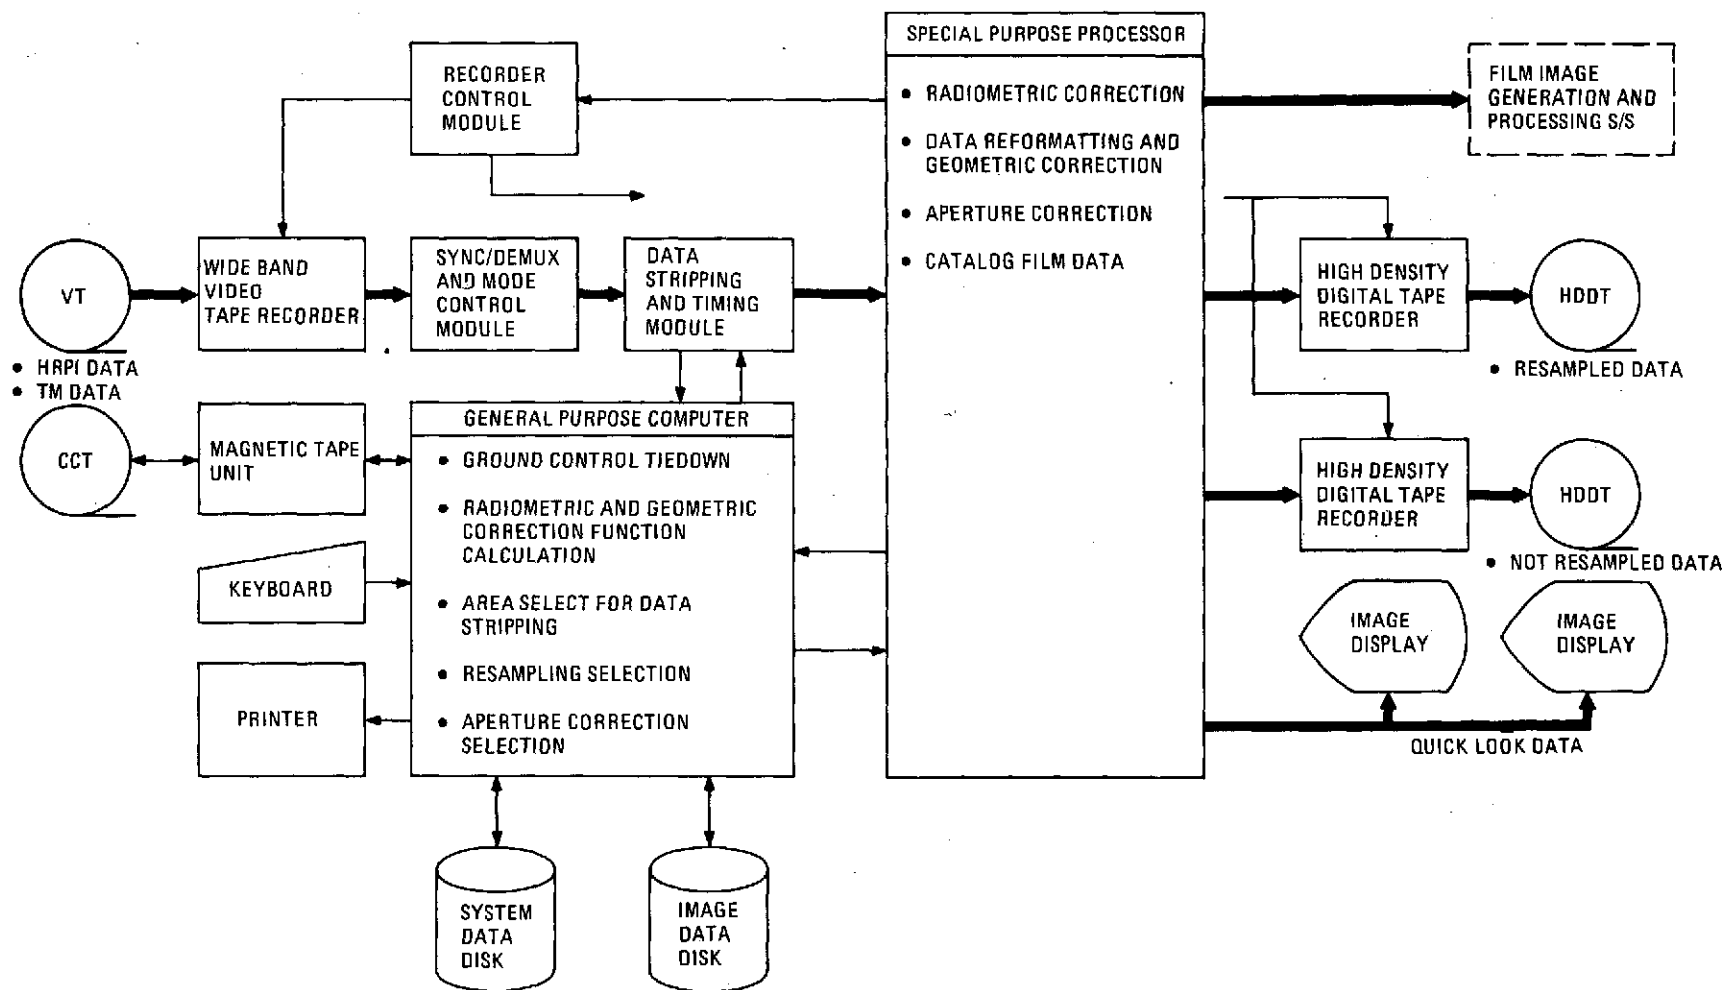 RECORDER
CONTROL
MODULE
SPECIAL PURPOSE PROCESSOR
• RADIOMETRIC CORRECTION
• DATA REFORMATTING AND
GEOMETRIC CORRECTION
• APERTURE CORRECTION
• CATALOG FILM DATA
FILM IMAGE
GENERATION AND
PROCESSING S/S
VT
• HRPI DATA
• TM DATA
WIDE BAND
VIDEO
TAPE RECORDER
SYNC/DEMUX
AND MODE
CONTROL
MODULE
DATA
STRIPPING
AND TIMING
MODULE
HIGH DENSITY
DIGITAL TAPE
RECORDER
HDDT
• RESAMPLED DATA
CCT
MAGNETIC TAPE
UNIT
GENERAL PURPOSE COMPUTER
• GROUND CONTROL TIEDOWN
• RADIOMETRIC AND GEOMETRIC
CORRECTION FUNCTION
CALCULATION
• AREA SELECT FOR DATA
STRIPPING
• RESAMPLING SELECTION
• APERTURE CORRECTION
SELECTION
HIGH DENSITY
DIGITAL TAPE
RECORDER
HDDT
• NOT RESAMPLED DATA
KEYBOARD
PRINTER
IMAGE
DISPLAY
IMAGE
DISPLAY
QUICK LOOK DATA
SYSTEM
DATA
DISK
IMAGE
DATA
DISK